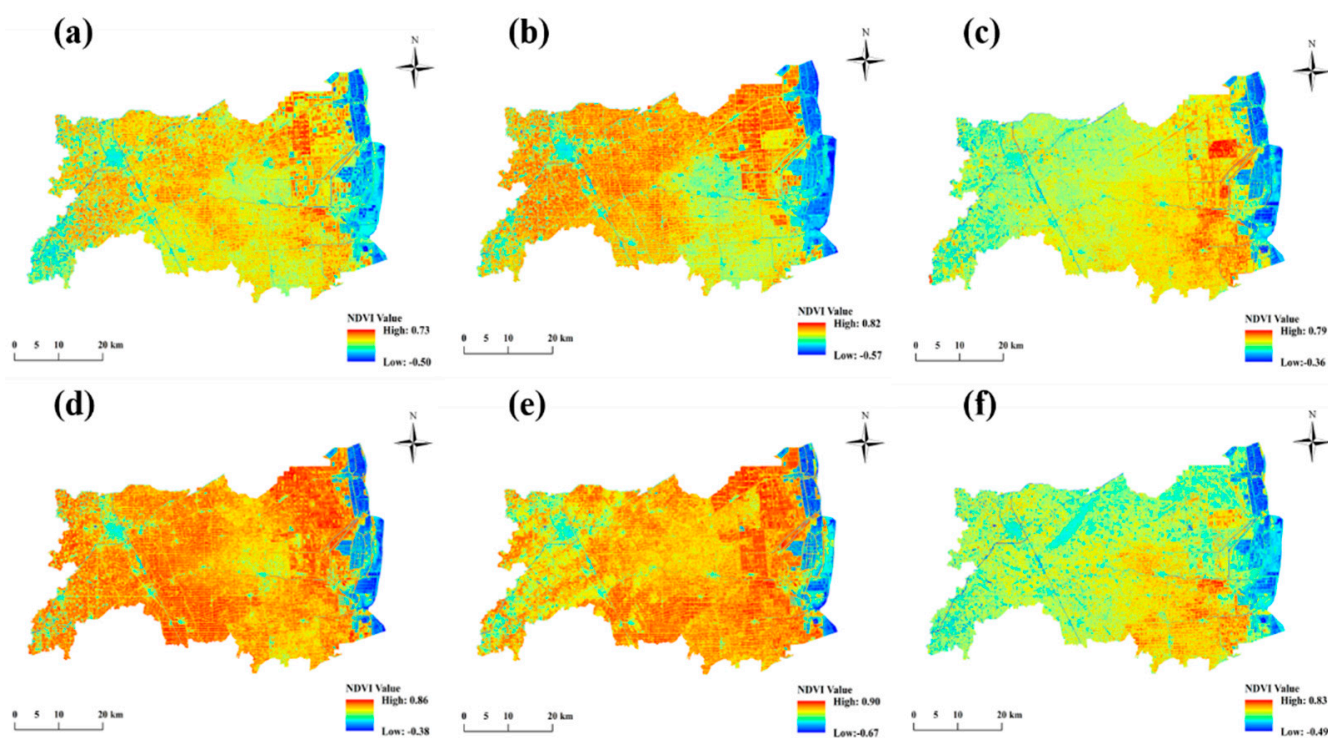 (a)
N
NDVI Value
High: 0.73
Low: -0.50
0 5 10 20 km
(b)
N
NDVI Value
High: 0.82
Low: -0.57
0 5 10 20 km
(c)
N
NDVI Value
High: 0.79
Low: -0.36
0 5 10 20 km
(d)
N
NDVI Value
High: 0.86
Low: -0.38
0 5 10 20 km
(e)
N
NDVI Value
High: 0.90
Low:-0.67
0 5 10 20 km
(f)
N
NDVI Value
High: 0.83
Low: -0.49
0 5 10 20 km